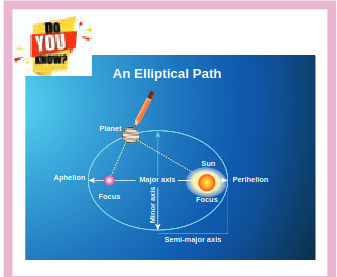 DO
YOU
KNOW?
An Elliptical Path
Planet
Sun
Aphelion
Major axis
Perihelion
Focus
Focus
Minor axis
Semi-major axis